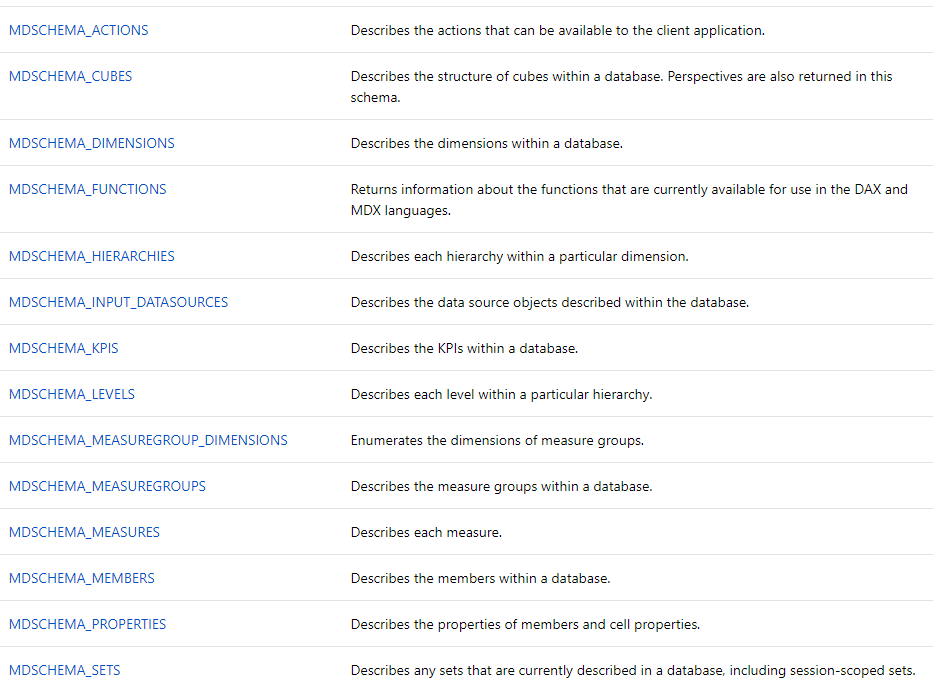 MDSCHEMA_ACTIONS Describes the actions that can be available to the client application.
MDSCHEMA_CUBES Describes the structure of cubes within a database. Perspectives are also returned in this
schema.
MDSCHEMA_DIMENSIONS Describes the dimensions within a database.
MDSCHEMA_FUNCTIONS Returns information about the functions that are currently available for use in the DAX and
MDX languages.
MDSCHEMA_HIERARCHIES Describes each hierarchy within a particular dimension.
MDSCHEMA_INPUT_DATASOURCES Describes the data source objects described within the database.
MDSCHEMA_KPIS Describes the KPIs within a database.
MDSCHEMA_LEVELS Describes each level within a particular hierarchy.
MDSCHEMA_MEASUREGROUP_DIMENSIONS Enumerates the dimensions of measure groups.
MDSCHEMA_MEASUREGROUPS Describes the measure groups within a database.
MDSCHEMA_MEASURES Describes each measure.
MDSCHEMA_MEMBERS Describes the members within a database.
MDSCHEMA_PROPERTIES Describes the properties of members and cell properties.
MDSCHEMA_SETS Describes any sets that are currently described in a database, including session-scoped sets.